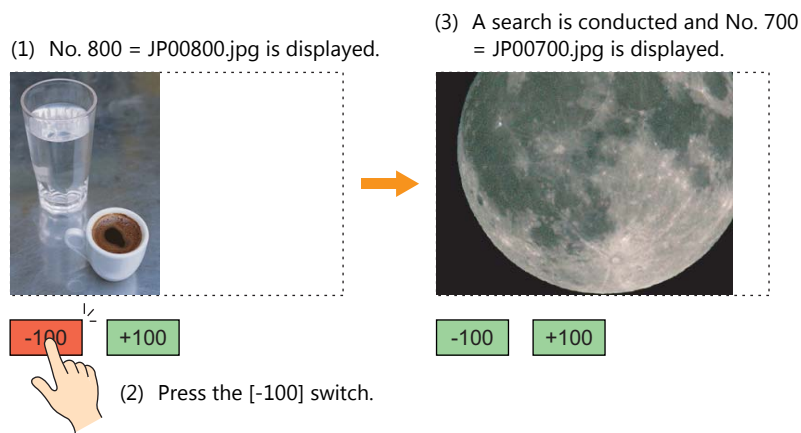 (1) No. 800 = JP00800.jpg is displayed.
(3) A search is conducted and No. 700
= JP00700.jpg is displayed.
-100
+100
(2) Press the [-100] switch.
-100
+100